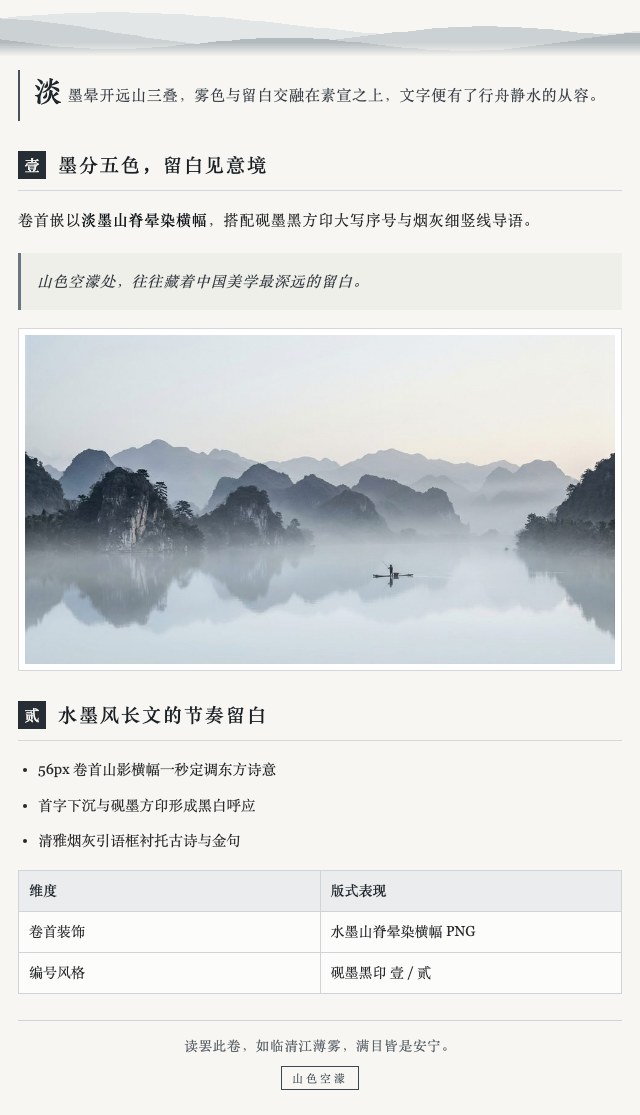 淡墨晕开远山三叠，雾色与留白交融在素宣之上，文字便有了行舟静水的从容。
壹 墨分五色，留白见意境
卷首嵌以淡墨山脊晕染横幅，搭配砚墨黑方印大写序号与烟灰细竖线导语。
山色空濛处，往往藏着中国美学最深远的留白。
贰 水墨风长文的节奏留白
• 56px 卷首山影横幅一秒定调东方诗意
• 首字下沉与砚墨方印形成黑白呼应
• 清雅烟灰引语框衬托古诗与金句
维度 版式表现
卷首装饰 水墨山脊晕染横幅 PNG
编号风格 砚墨黑印 壹 / 贰
读罢此卷，如临清江薄雾，满目皆是安宁。
山色空濛